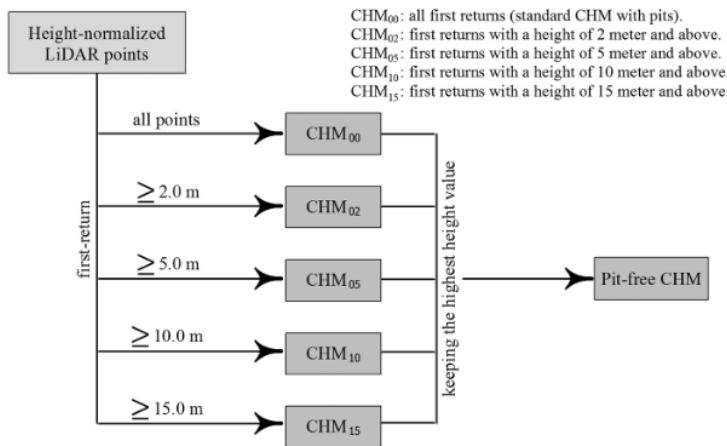 Height-normalized
LiDAR points
CHM₀₀: all first returns (standard CHM with pits).
CHM₀₂: first returns with a height of 2 meter and above.
CHM₀₅: first returns with a height of 5 meter and above.
CHM₁₀: first returns with a height of 10 meter and above
CHM₁₅: first returns with a height of 15 meter and above.
first-return
all points
CHM₀₀
≥ 2.0 m
CHM₀₂
≥ 5.0 m
CHM₀₅
≥ 10.0 m
CHM₁₀
≥ 15.0 m
CHM₁₅
keeping the highest height value
Pit-free CHM